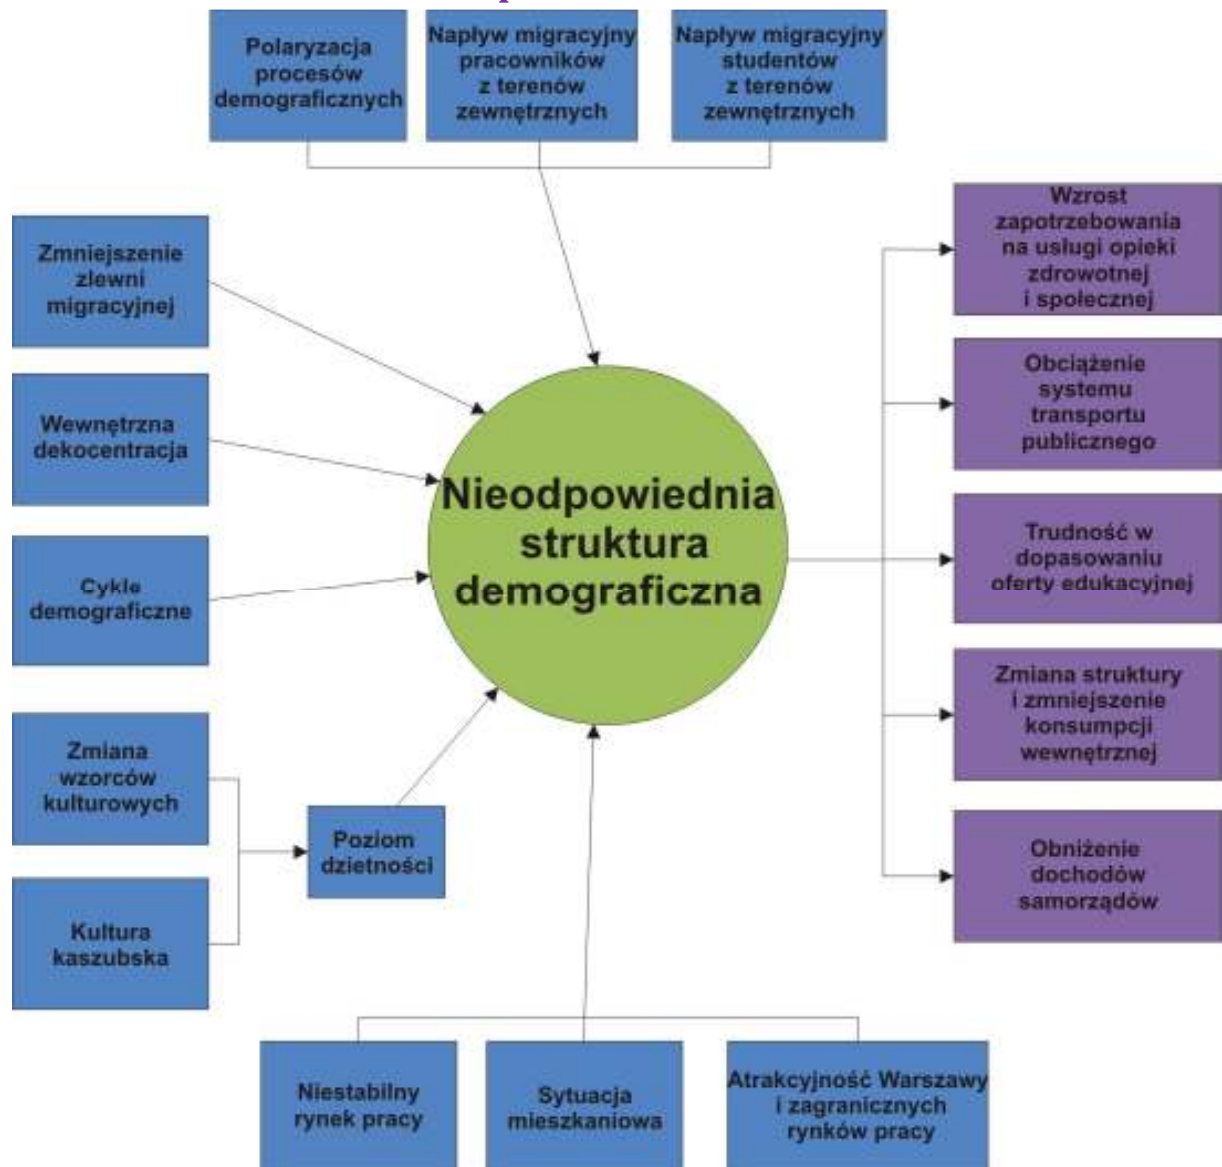 Polaryzacja
procesów
demograficznych
Napływ migracyjny
pracowników
z terenów
zewnętrznych
Napływ migracyjny
studentów
z terenów
zewnętrznych
Zmniejszenie
zlewni
migracyjnej
Wewnętrzna
dekocentracja
Cykle
demograficzne
Zmiana
wzorców
kulturowych
Kultura
kaszubska
Poziom
dzietności
Nieodpowiednia
struktura
demograficzna
Niestabilny
rynek pracy
Sytuacja
mieszkaniowa
Atrakcyjność Warszawy
i zagranicznych
rynków pracy
Wzrost
zapotrzebowania
na usługi opieki
zdrowotnej
i społecznej
Obciążenie
systemu
transportu
publicznego
Trudność w
dopasowaniu
oferty edukacyjnej
Zmiana struktury
i zmniejszenie
konsumpcji
wewnętrznej
Obniżenie
dochodów
samorządów